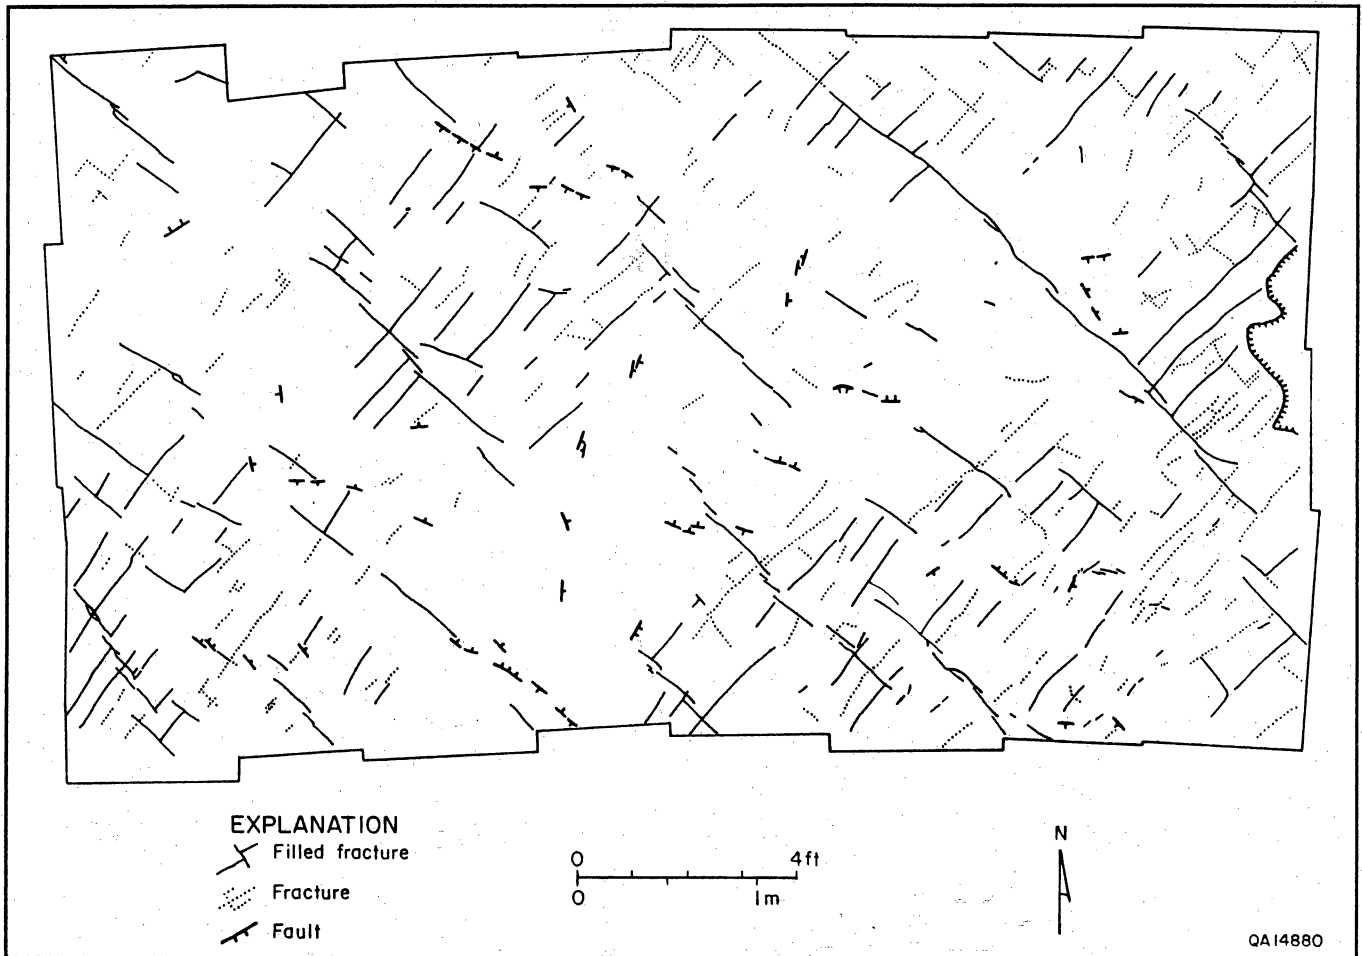 EXPLANATION
Filled fracture
Fracture
Fault
0 4ft
0 1m
N
QA14880